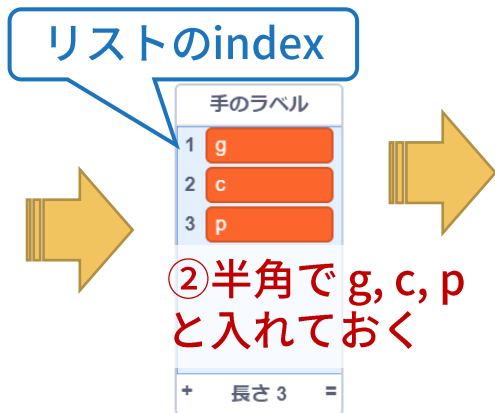 リストのindex
手のラベル
1 g
2 c
3 p
②半角で g, c, p
と入れておく
+ 長さ 3 =